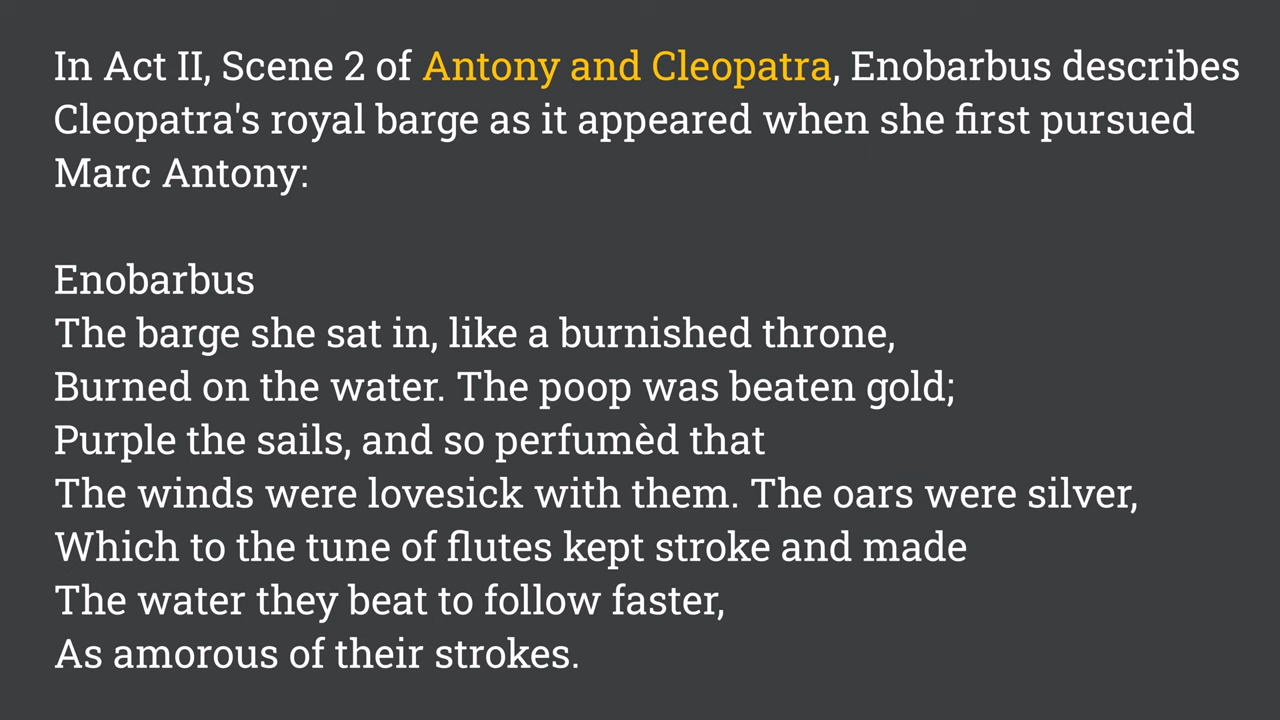 In Act II, Scene 2 of Antony and Cleopatra, Enobarbus describes
Cleopatra's royal barge as it appeared when she first pursued
Marc Antony:
Enobarbus
The barge she sat in, like a burnished throne,
Burned on the water. The poop was beaten gold;
Purple the sails, and so perfumèd that
The winds were lovesick with them. The oars were silver,
Which to the tune of flutes kept stroke and made
The water they beat to follow faster,
As amorous of their strokes.